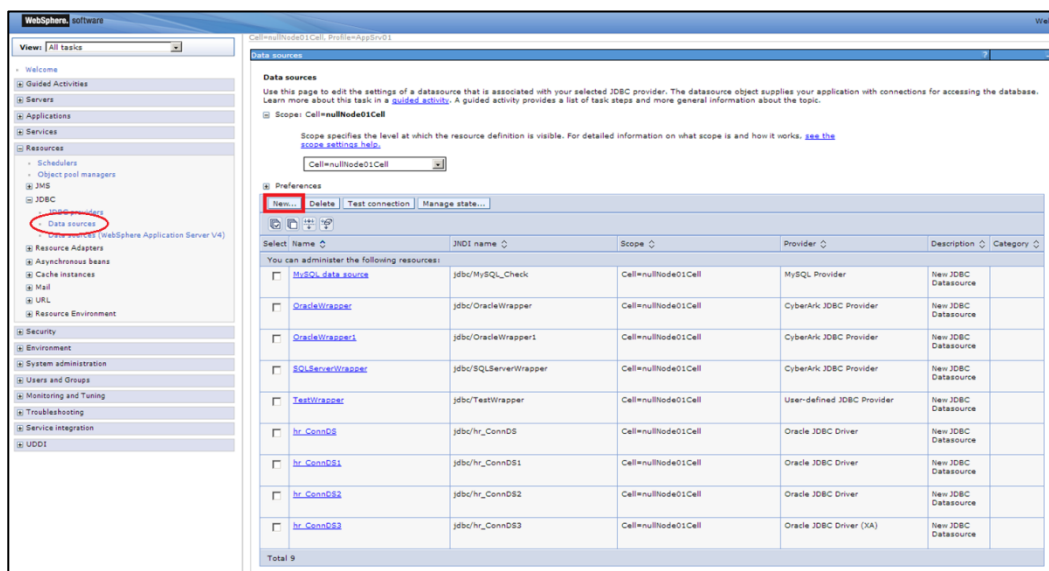 WebSphere. software
We
View: All tasks
Welcome
Guided Activities
Servers
Applications
Services
Resources
Schedulers
Object pool managers
JMS
JDBC
JDBC providers
Data sources
Data sources (WebSphere Application Server V4)
Resource Adapters
Asynchronous beans
Cache instances
Mail
URL
Resource Environment
Security
Environment
System administration
Users and Groups
Monitoring and Tuning
Troubleshooting
Service integration
UDDI
Cell=nullNode01Cell, Profile=AppSrv01
Data sources
?
Data sources
Use this page to edit the settings of a datasource that is associated with your selected JDBC provider. The datasource object supplies your application with connections for accessing the database.
Learn more about this task in a guided activity. A guided activity provides a list of task steps and more general information about the topic.
Scope: Cell=nullNode01Cell
Scope specifies the level at which the resource definition is visible. For detailed information on what scope is and how it works, see the
scope settings help.
Cell=nullNode01Cell
Preferences
New... Delete Test connection Manage state...
Select Name JNDI name Scope Provider Description Category
You can administer the following resources:
MySQL data source jdbc/MySQL_Check Cell=nullNode01Cell MySQL Provider New JDBC
Datasource
OracleWrapper jdbc/OracleWrapper Cell=nullNode01Cell CyberArk JDBC Provider New JDBC
Datasource
OracleWrapper1 jdbc/OracleWrapper1 Cell=nullNode01Cell CyberArk JDBC Provider New JDBC
Datasource
SQLServerWrapper jdbc/SQLServerWrapper Cell=nullNode01Cell CyberArk JDBC Provider New JDBC
Datasource
TestWrapper jdbc/TestWrapper Cell=nullNode01Cell User-defined JDBC Provider New JDBC
Datasource
hr_ConnDS jdbc/hr_ConnDS Cell=nullNode01Cell Oracle JDBC Driver New JDBC
Datasource
hr_ConnDS1 jdbc/hr_ConnDS1 Cell=nullNode01Cell Oracle JDBC Driver New JDBC
Datasource
hr_ConnDS2 jdbc/hr_ConnDS2 Cell=nullNode01Cell Oracle JDBC Driver New JDBC
Datasource
hr_ConnDS3 jdbc/hr_ConnDS3 Cell=nullNode01Cell Oracle JDBC Driver (XA) New JDBC
Datasource
Total 9